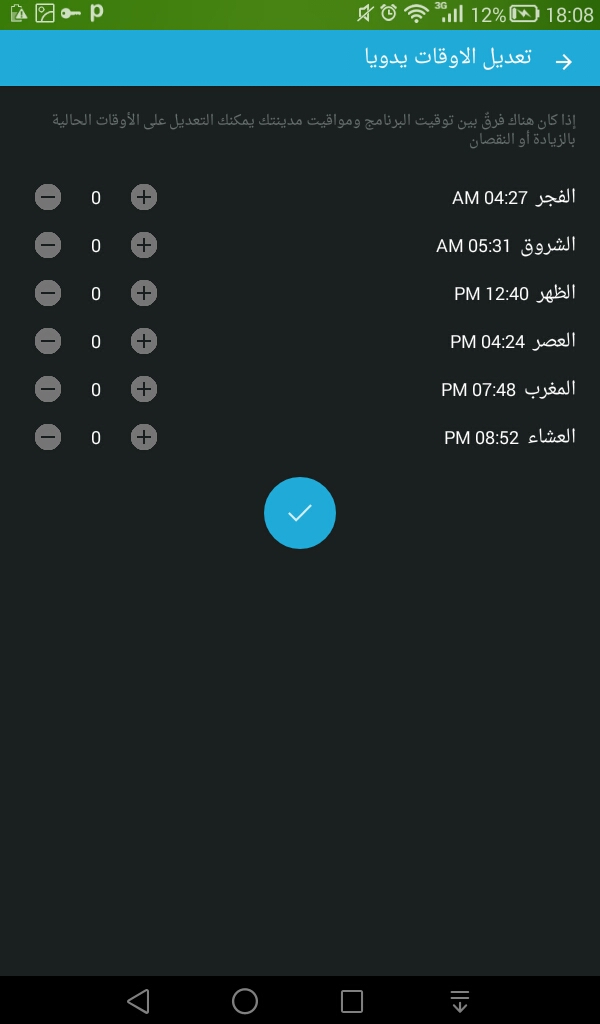 3G 12% 18:08
تعديل الاوقات يدويا
إذا كان هناك فرقٌ بين توقيت البرنامج ومواقيت مدينتك يمكنك التعديل على الأوقات الحالية
بالزيادة أو النقصان
الفجر 04:27 AM 0
الشروق 05:31 AM 0
الظهر 12:40 PM 0
العصر 04:24 PM 0
المغرب 07:48 PM 0
العشاء 08:52 PM 0